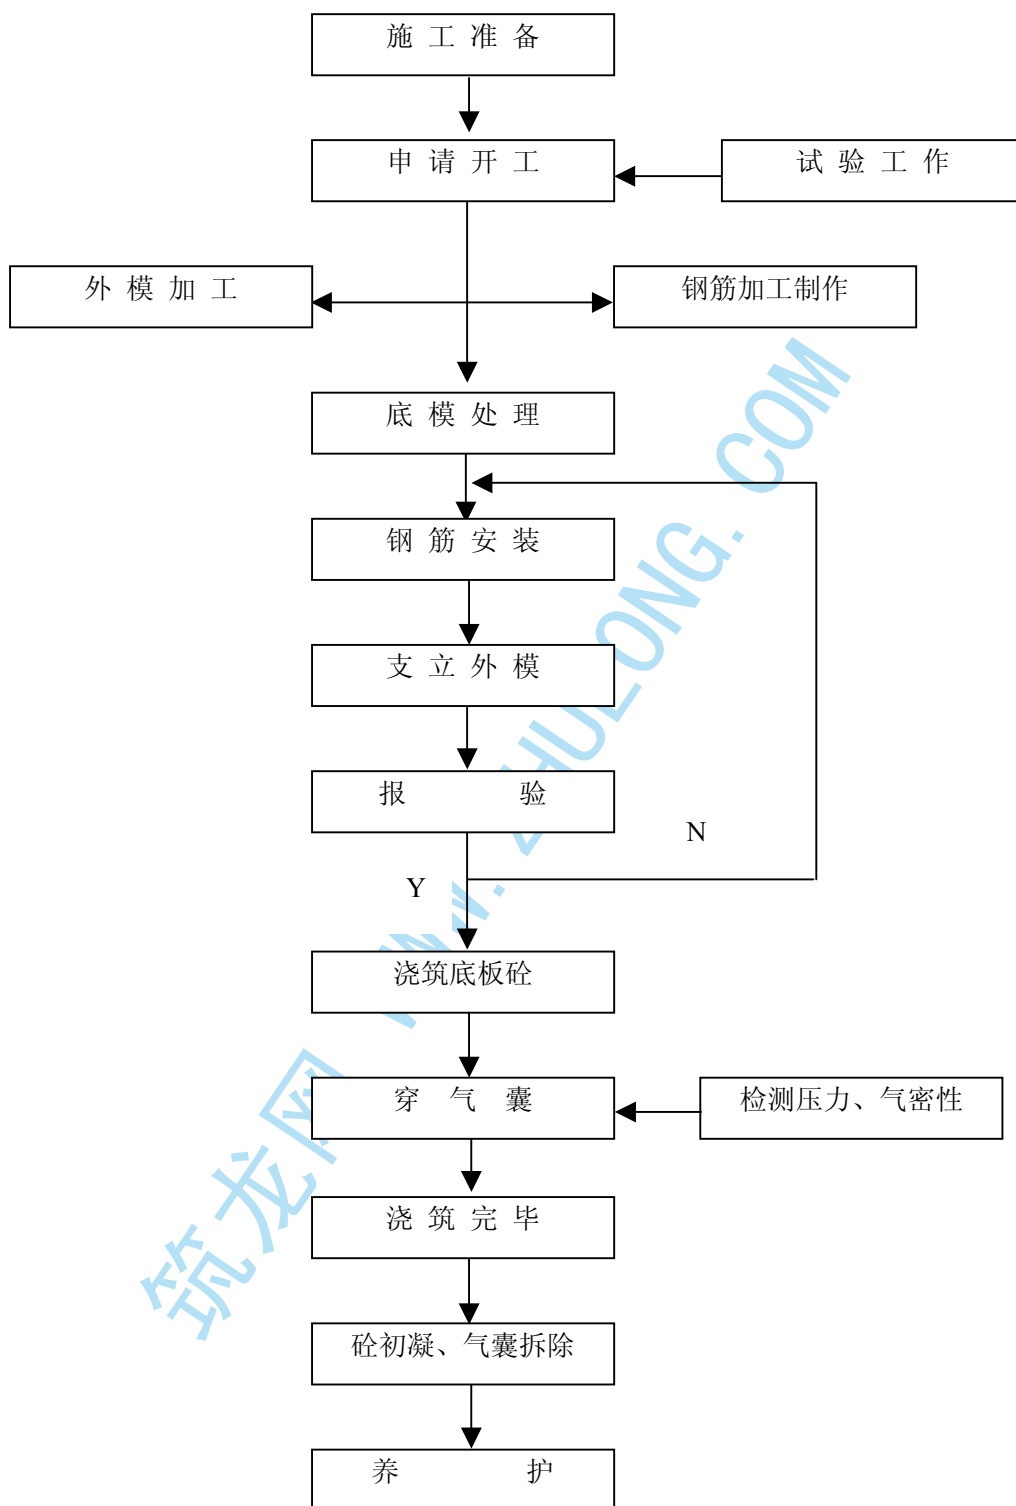 施工准备
申请开工
试验工作
外模加工
钢筋加工制作
底模处理
钢筋安装
支立外模
报 验
N
Y
浇筑底板砼
穿气囊
检测压力、气密性
浇筑完毕
砼初凝、气囊拆除
养 护
筑龙网 WWW.ZHULONG.COM